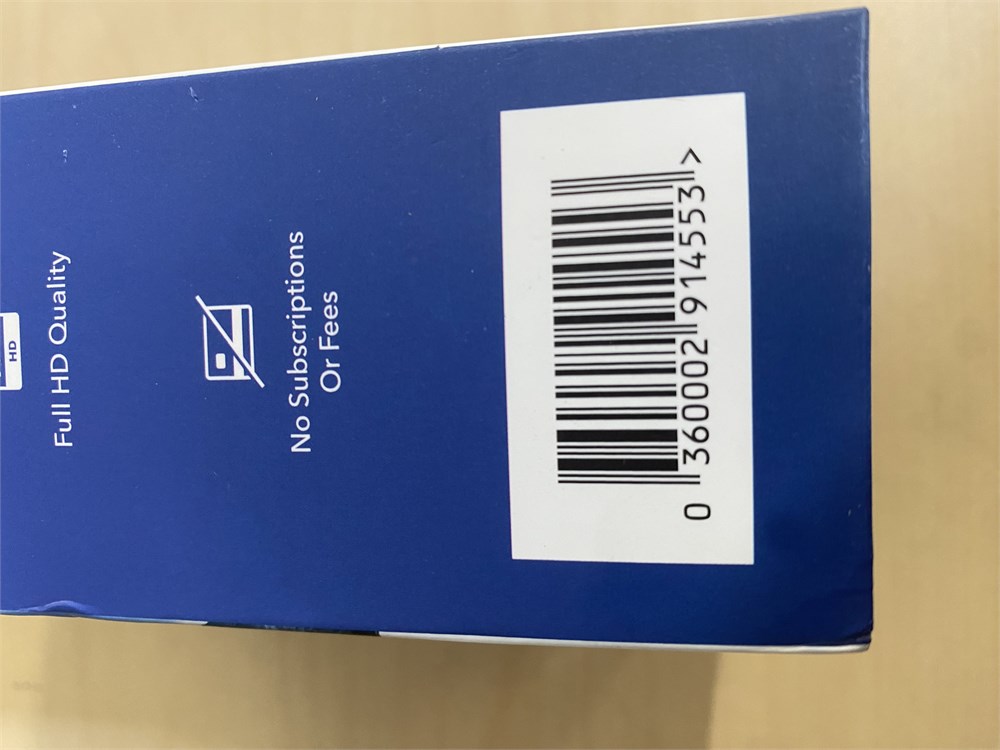 HD
Full HD Quality
No Subscriptions
Or Fees
0 360002 914553 >